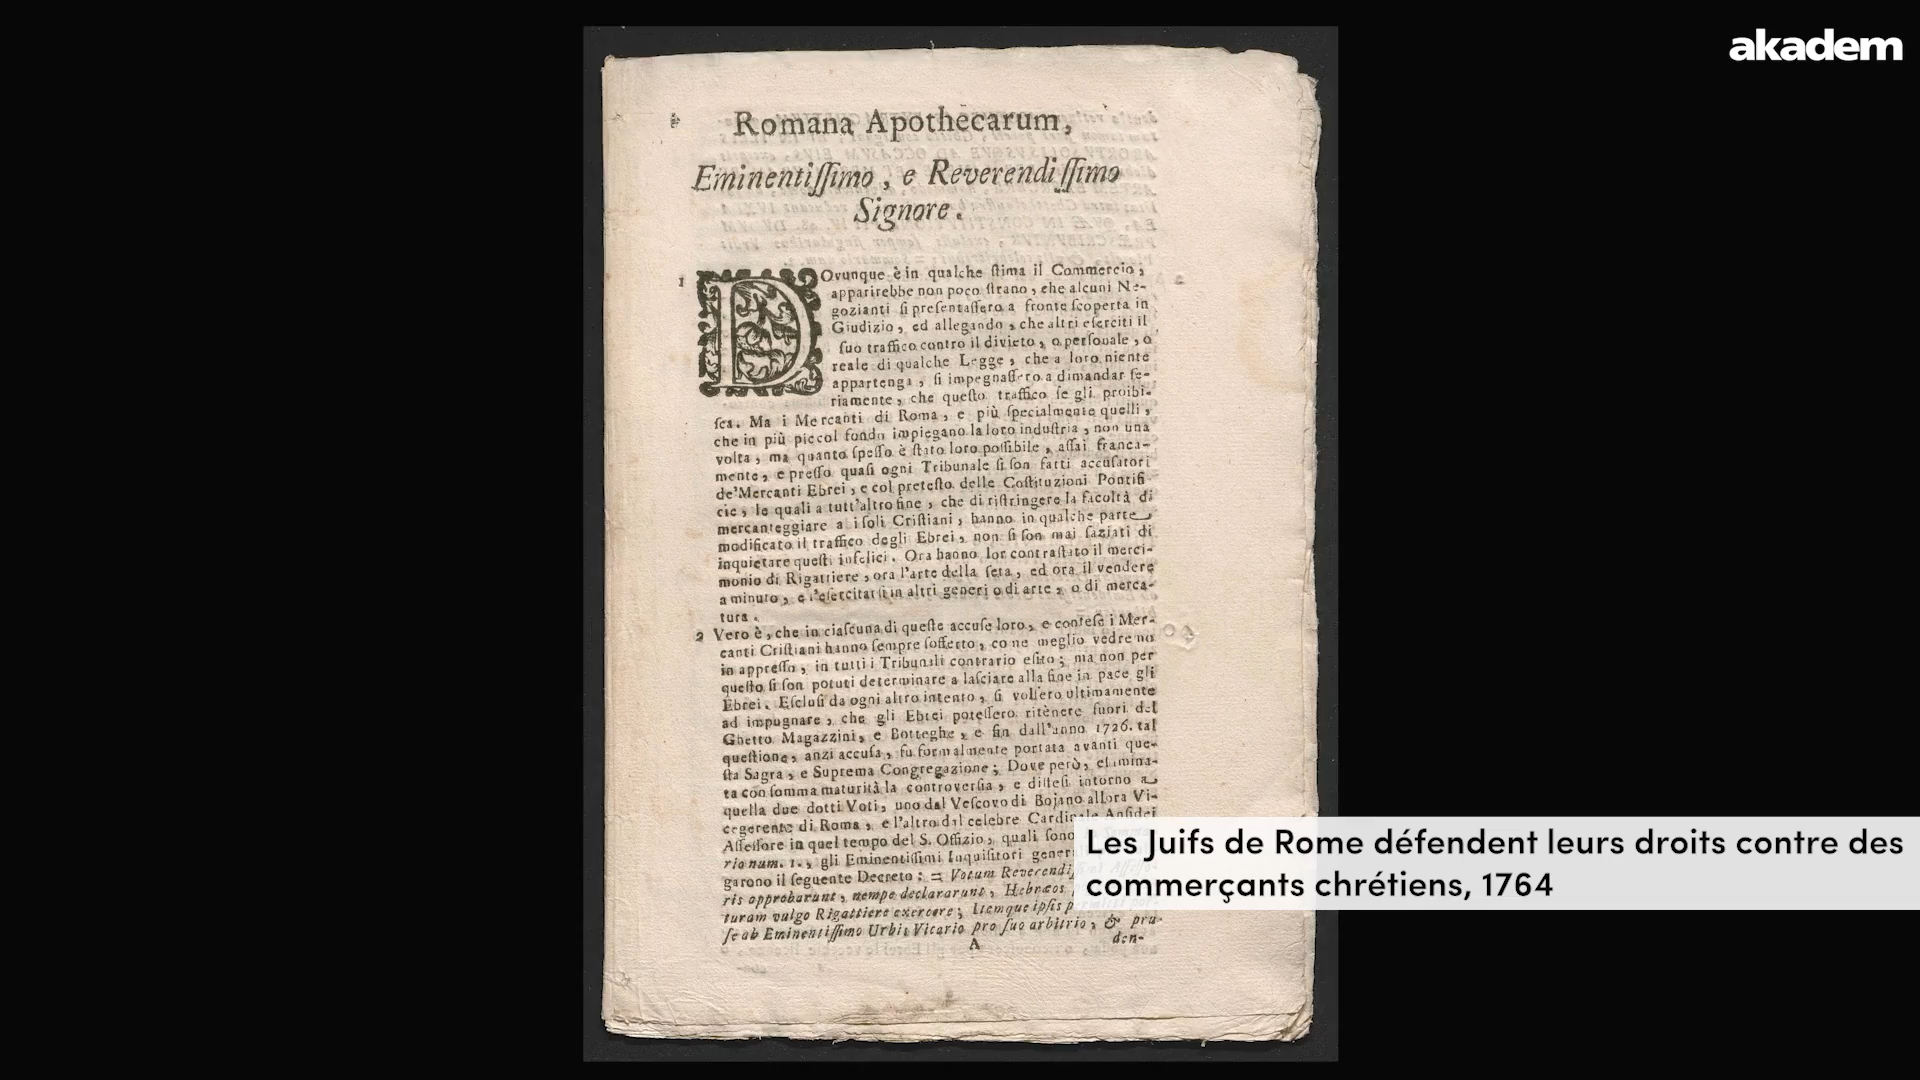 akadem
Romana Apothecarum,
Eminentiſſimo, e Reverendiſſimo
Signore.
1 DOvunque è in qualche ſtima il Commercio,
apparirebbe non poco ſtrano, che alcuni Ne-
gozianti ſi preſentaſſero a fronte ſcoperta in
Giudizio, ed allegando, che altri eſerciti il
ſuo traffico contro il divieto, o perſonale, o
reale di qualche Legge, che a loro niente
appartenga, ſi impegnaſſero a dimandar ſe-
riamente, che queſto traffico ſe gli proibi-
ſca. Ma i Mercanti di Roma, e più ſpecialmente quelli,
che in più piccol fondo impiegano la loro induſtria, non una
volta, ma quanto ſpeſſo è ſtato loro poſſibile, aſſai franca-
mente, e preſſo quaſi ogni Tribunale ſi ſon fatti accuſatori
de'Mercanti Ebrei, e col preteſto delle Coſtituzioni Pontifi-
cie, le quali a tutt'altro fine, che di riſtringere la facoltà di
mercanteggiare a i ſoli Criſtiani, hanno in qualche parte
modificato il traffico degli Ebrei, non ſi ſon mai ſaziati di
inquietare queſti infelici. Ora hanno lor contraſtato il merci-
monio di Rigattiere, ora l'arte della ſeta, ed ora il vendere
a minuto, e l'eſercitarſi in altri generi o di arte, o di merca-
tura.
2 Vero è, che in ciaſcuna di queſte accuſe loro, e conteſe i Mer-
canti Criſtiani hanno ſempre ſofferto, come meglio vedremo
in appreſſo, in tutti i Tribunali contrario eſito; ma non per
queſto ſi ſon potuti determinare a laſciare alla fine in pace gli
Ebrei. Eſcluſi da ogni altro intento, ſi volſero ultimamente
ad impugnare, che gli Ebrei poteſſero ritènere fuori del
Ghetto Magazzini, e Botteghe, e fin dall'anno 1726. tal
queſtione, anzi accuſa, fu formalmente portata avanti que-
ſta Sagra, e Suprema Congregazione; Dove però, eſamina-
ta con ſomma maturità la controverſia, e diſteſi intorno a
quella due dotti Voti, uno dal Veſcovo di Bojano allora Vi-
cegerente di Roma, e l'altro dal celebre Cardinale Anſidei
Aſſeſſore in quel tempo del S. Offizio, quali ſono
rio num. 1., gli Eminentiſſimi Inquiſitori gener
garono il ſeguente Decreto: = Votum Reverendiſ
ris approbarunt, nempe declararunt, Hebræos
turam vulgo Rigattiere exercere; Itemque ipſis p
ſe ab Eminentiſſimo Urbis Vicario pro ſuo arbitrio, & pru-
A den-
Les Juifs de Rome défendent leurs droits contre des
commerçants chrétiens, 1764